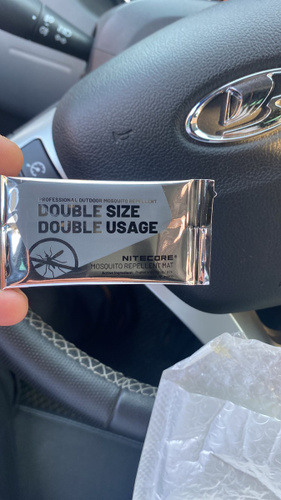 PROFESSIONAL OUTDOOR MOSQUITO REPELLENT
DOUBLE SIZE
DOUBLE USAGE
NITECORE®
MOSQUITO REPELLENT MAT